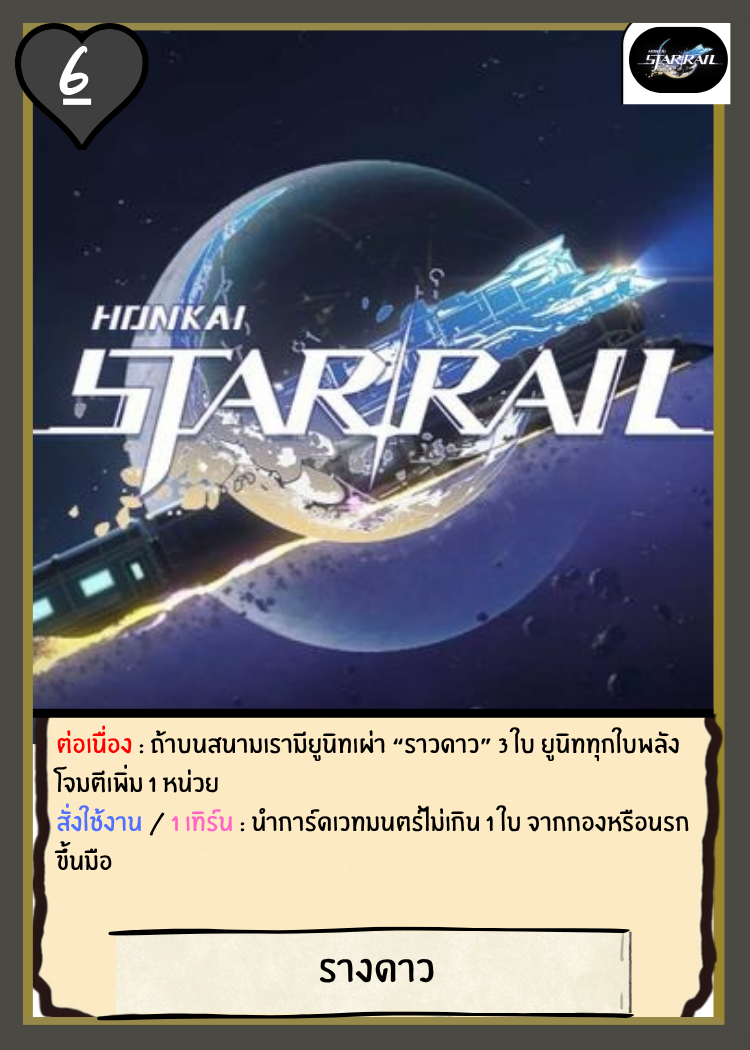 6
HONKAI
STAR RAIL
HONKAI
STAR RAIL
ต่อเนื่อง : ถ้าบนสนามเรามียูนิทเผ่า “ราวดาว” 3 ใบ ยูนิททุกใบพลัง
โจมตีเพิ่ม 1 หน่วย
สั่งใช้งาน / 1 เทิร์น : นำการ์ดเวทมนตร์ไม่เกิน 1 ใบ จากกองหรือนรก
ขึ้นมือ
รางดาว